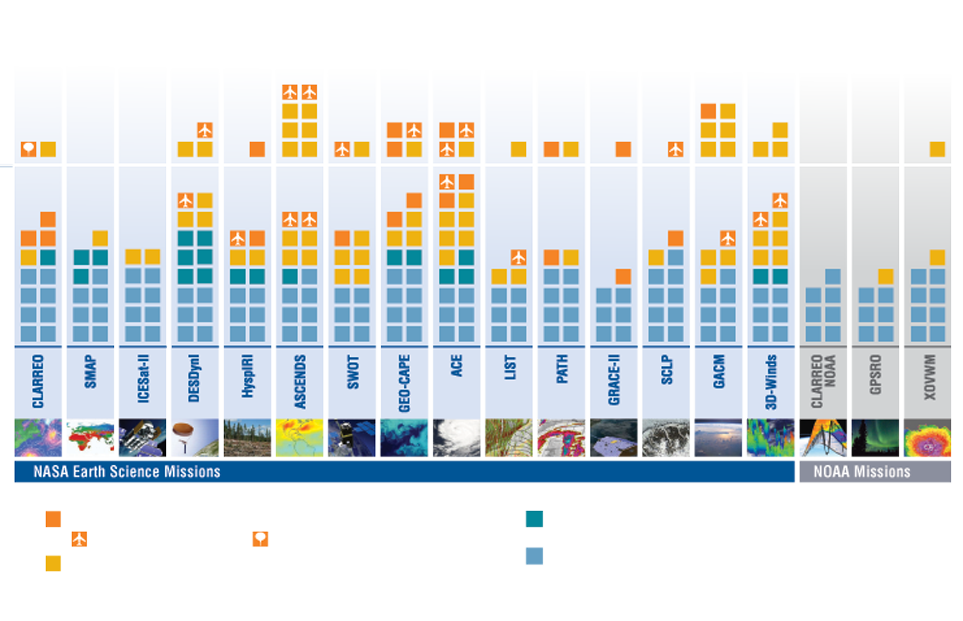 CLARREO
SMAP
ICESat-II
DESDynI
HyspIRI
ASCENDS
SWOT
GEO-CAPE
ACE
LIST
PATH
GRACE-II
SCLP
GACM
3D-Winds
CLARREO
NOAA
GPSRO
XOVWM
NASA Earth Science Missions
NOAA Missions